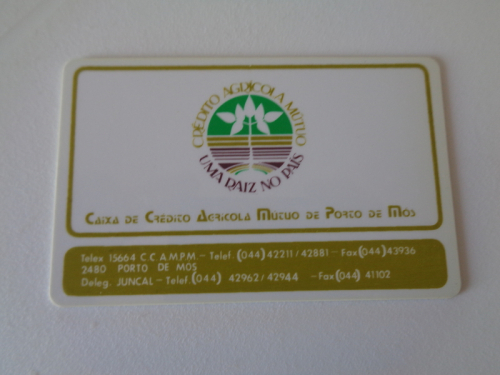 CRÉDITO AGRÍCOLA MÚTUO
UMA RAIZ NO PAÍS
CAIXA DE CRÉDITO AGRICOLA MÚTUO DE PORTO DE MÓS
Telex 15664 C.C.A.M.P.M. - Telef. (044) 42211 / 42881 - Fax (044) 43936
2480 PORTO DE MÓS
Deleg. JUNCAL - Telef. (044) 42962 / 42944 - Fax (044) 41102